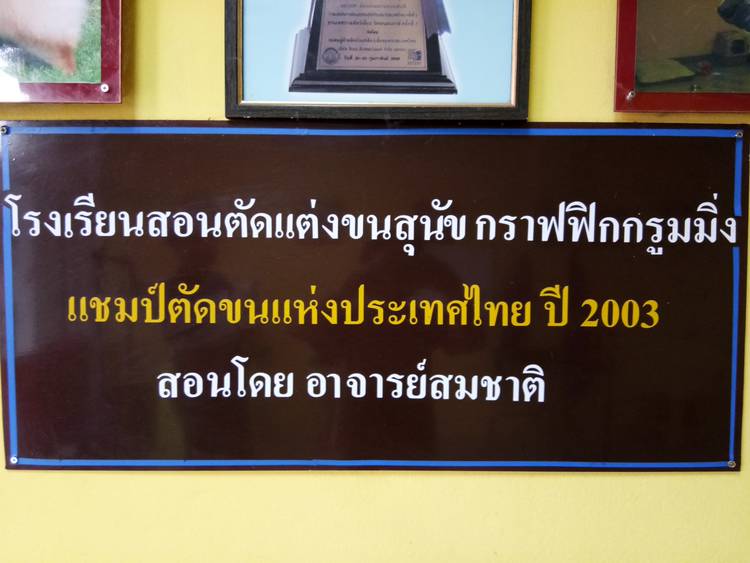 โรงเรียนสอนตัดแต่งขนสุนัข กราฟฟิกกรูมมิ่ง
แชมป์ตัดขนแห่งประเทศไทย ปี 2003
สอนโดย อาจารย์สมชาติ